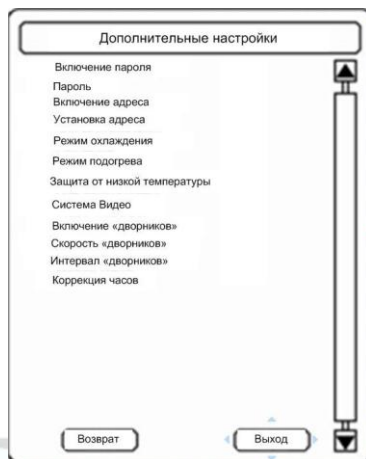 Дополнительные настройки
Включение пароля
Пароль
Включение адреса
Установка адреса
Режим охлаждения
Режим подогрева
Защита от низкой температуры
Система Видео
Включение «дворников»
Скорость «дворников»
Интервал «дворников»
Коррекция часов
Возврат
Выход